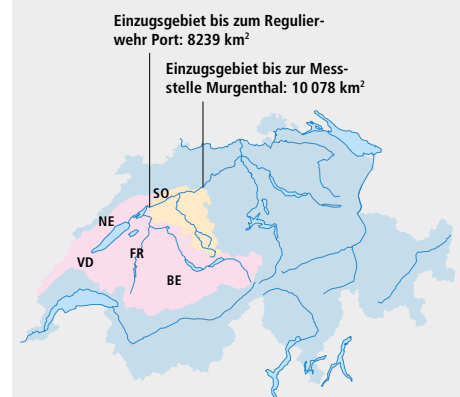 Einzugsgebiet bis zum Regulier-
wehr Port: 8239 km²
Einzugsgebiet bis zur Mess-
stelle Murgenthal: 10 078 km²
SO
NE
FR
VD
BE